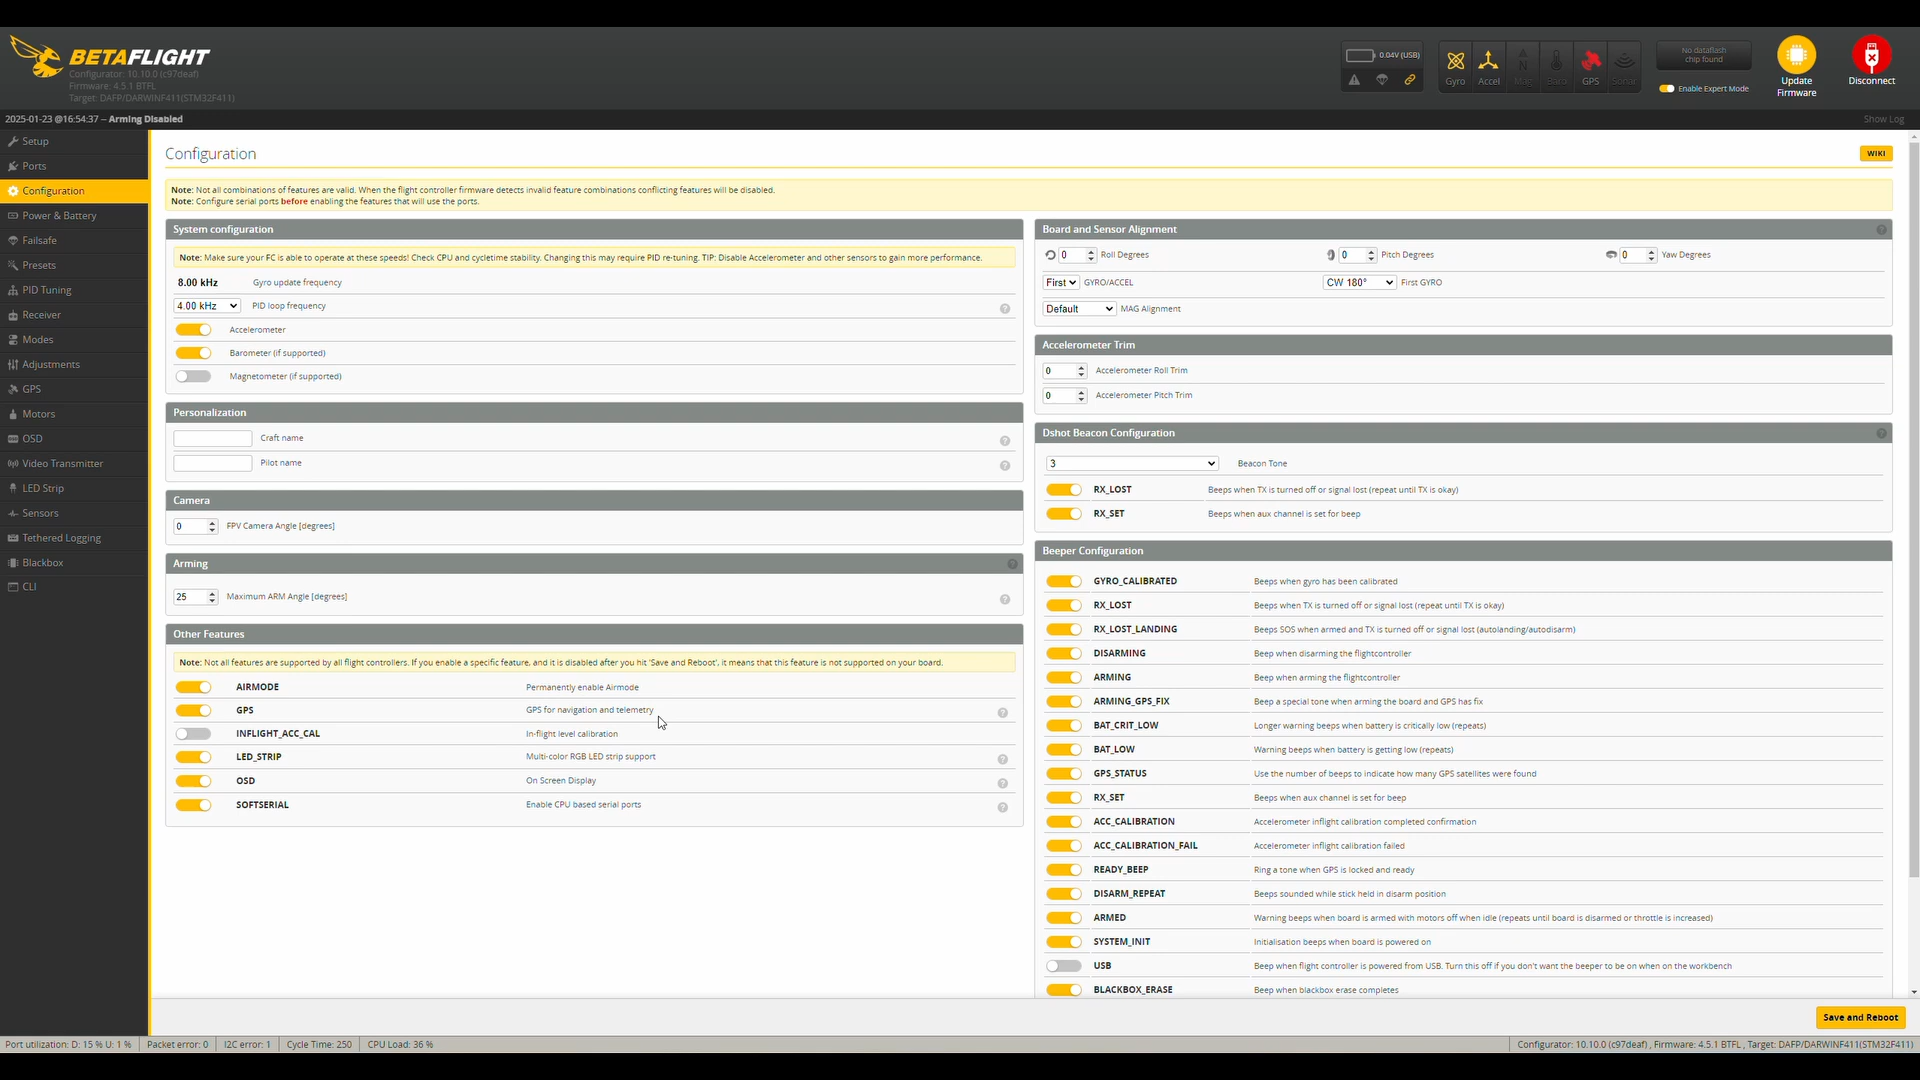 BETAFLIGHT
Configurator: 10.10.0 (c97deaf)
Firmware: 4.5.1 BTFL
Target: DAFP/DARWINF411(STM32F411)
0.04V (USB)
Gyro
Accel
Mag
Baro
GPS
Sonar
No dataflash
chip found
Enable Expert Mode
Update
Firmware
Disconnect
2025-01-23 @16:54:37 -- Arming Disabled
Show Log
Setup
Ports
Configuration
Power & Battery
Failsafe
Presets
PID Tuning
Receiver
Modes
Adjustments
GPS
Motors
OSD
Video Transmitter
LED Strip
Sensors
Tethered Logging
Blackbox
CLI
Configuration
WIKI
Note: Not all combinations of features are valid. When the flight controller firmware detects invalid feature combinations conflicting features will be disabled.
Note: Configure serial ports before enabling the features that will use the ports.
System configuration
Note: Make sure your FC is able to operate at these speeds! Check CPU and cycletime stability. Changing this may require PID re-tuning. TIP: Disable Accelerometer and other sensors to gain more performance.
8.00 kHz Gyro update frequency
4.00 kHz PID loop frequency
Accelerometer
Barometer (if supported)
Magnetometer (if supported)
Personalization
Craft name
Pilot name
Camera
0 FPV Camera Angle [degrees]
Arming
25 Maximum ARM Angle [degrees]
Other Features
Note: Not all features are supported by all flight controllers. If you enable a specific feature, and it is disabled after you hit 'Save and Reboot', it means that this feature is not supported on your board.
AIRMODE Permanently enable Airmode
GPS GPS for navigation and telemetry
INFLIGHT_ACC_CAL In-flight level calibration
LED_STRIP Multi-color RGB LED strip support
OSD On Screen Display
SOFTSERIAL Enable CPU based serial ports
Board and Sensor Alignment
0 Roll Degrees 0 Pitch Degrees 0 Yaw Degrees
First GYRO/ACCEL CW 180° First GYRO
Default MAG Alignment
Accelerometer Trim
0 Accelerometer Roll Trim
0 Accelerometer Pitch Trim
Dshot Beacon Configuration
3 Beacon Tone
RX_LOST Beeps when TX is turned off or signal lost (repeat until TX is okay)
RX_SET Beeps when aux channel is set for beep
Beeper Configuration
GYRO_CALIBRATED Beeps when gyro has been calibrated
RX_LOST Beeps when TX is turned off or signal lost (repeat until TX is okay)
RX_LOST_LANDING Beeps SOS when armed and TX is turned off or signal lost (autolanding/autodisarm)
DISARMING Beep when disarming the flightcontroller
ARMING Beep when arming the flightcontroller
ARMING_GPS_FIX Beep a special tone when arming the board and GPS has fix
BAT_CRIT_LOW Longer warning beeps when battery is critically low (repeats)
BAT_LOW Warning beeps when battery is getting low (repeats)
GPS_STATUS Use the number of beeps to indicate how many GPS satellites were found
RX_SET Beeps when aux channel is set for beep
ACC_CALIBRATION Accelerometer inflight calibration completed confirmation
ACC_CALIBRATION_FAIL Accelerometer inflight calibration failed
READY_BEEP Ring a tone when GPS is locked and ready
DISARM_REPEAT Beeps sounded while stick held in disarm position
ARMED Warning beeps when board is armed with motors off when idle (repeats until board is disarmed or throttle is increased)
SYSTEM_INIT Initialisation beeps when board is powered on
USB Beep when flight controller is powered from USB. Turn this off if you don't want the beeper to be on when on the workbench
BLACKBOX_ERASE Beep when blackbox erase completes
Save and Reboot
Port utilization: D: 15 % U: 1 % Packet error: 0 I2C error: 1 Cycle Time: 250 CPU Load: 36 %
Configurator: 10.10.0 (c97deaf) , Firmware: 4.5.1 BTFL , Target: DAFP/DARWINF411(STM32F411)